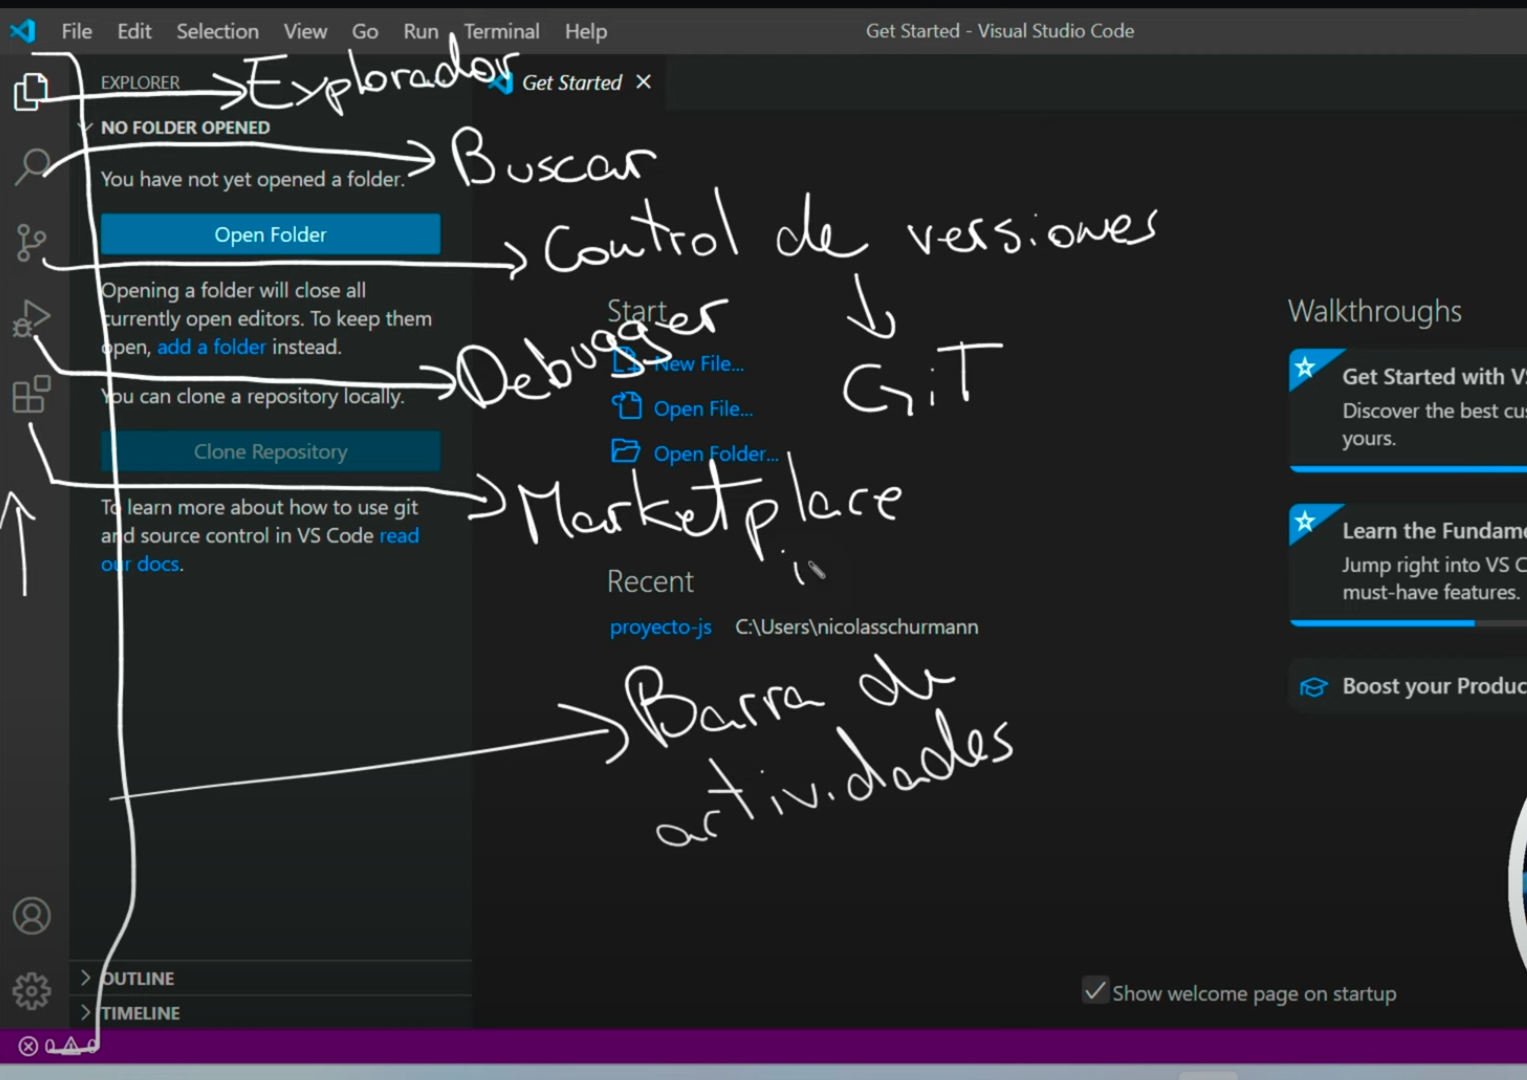 File Edit Selection View Go Run Terminal Help
Get Started - Visual Studio Code
EXPLORER
Explorador
Get Started
NO FOLDER OPENED
Buscar
You have not yet opened a folder.
Open Folder
Control de versiones
Opening a folder will close all
currently open editors. To keep them
open, add a folder instead.
Start
Debugger
GiT
Walkthroughs
New File...
You can clone a repository locally.
Open File...
Clone Repository
Open Folder...
Marketplace
To learn more about how to use git
and source control in VS Code read
our docs.
Get Started with VS
Discover the best cus
yours.
Learn the Fundame
Jump right into VS C
must-have features.
Recent
proyecto-js C:\Users\nicolasschurmann
Barra de
actividades
Boost your Produc
OUTLINE
TIMELINE
Show welcome page on startup
0 0